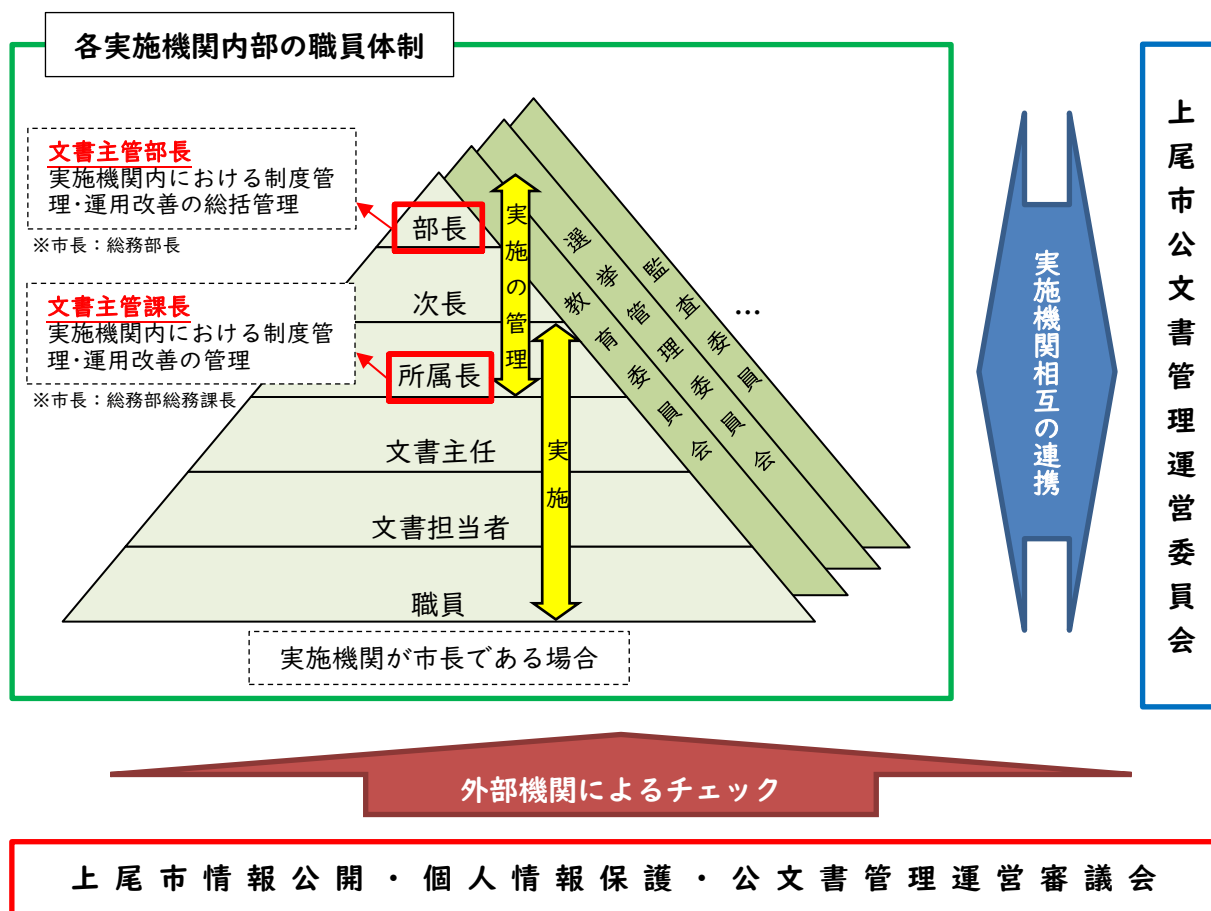 各実施機関内部の職員体制
文書主管部長
実施機関内における制度管
理･運用改善の総括管理
※市長：総務部長
文書主管課長
実施機関内における制度管
理･運用改善の管理
※市長：総務部総務課長
部長
次長
所属長
文書主任
文書担当者
職員
実施の管理
実施
教育委員会
選挙管理委員会
監査委員
…
実施機関が市長である場合
実施機関相互の連携
上尾市公文書管理運営委員会
外部機関によるチェック
上尾市情報公開・個人情報保護・公文書管理運営審議会